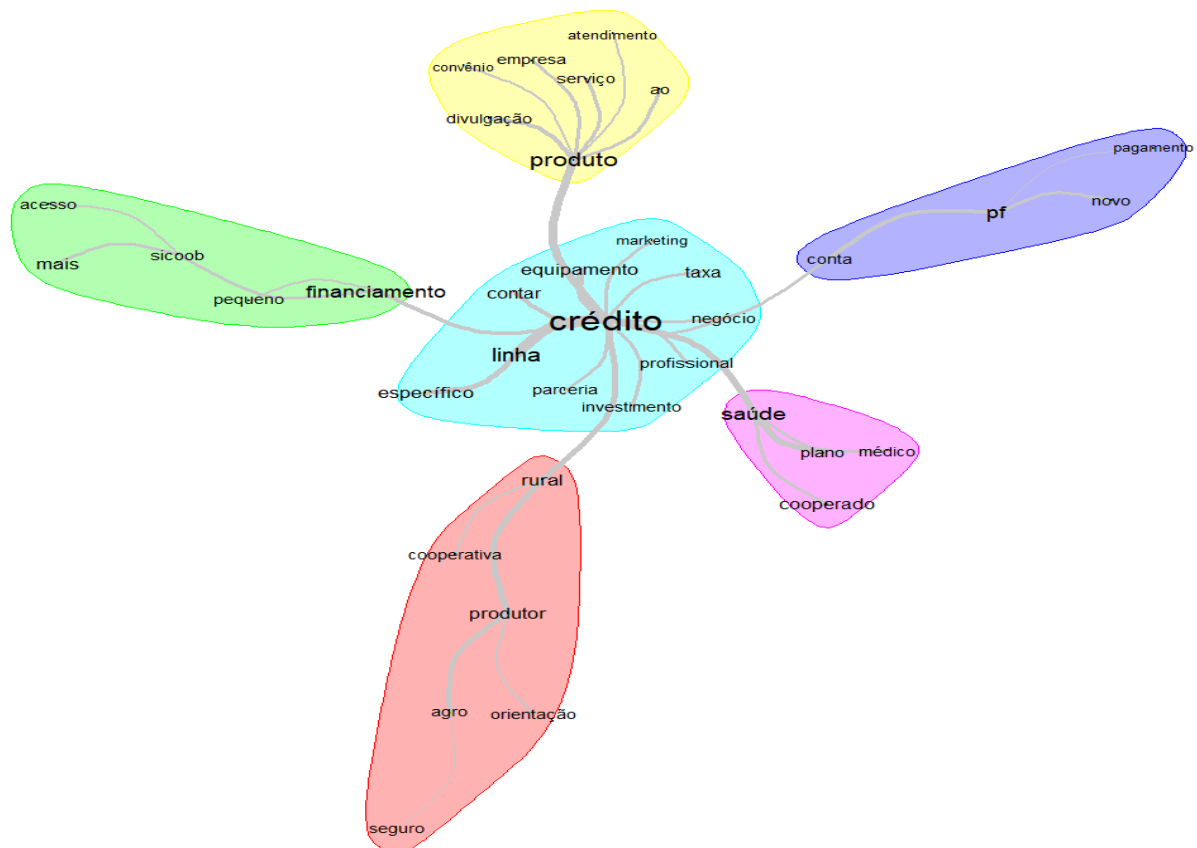 atendimento
empresa
convênio
serviço
ao
divulgação
produto
pagamento
acesso
novo
pf
marketing
sicoob
conta
mais
equipamento
taxa
financiamento
contar
pequeno
crédito
negócio
linha
profissional
específico
parceria
investimento
saúde
plano
médico
rural
cooperado
cooperativa
produtor
agro
orientação
seguro